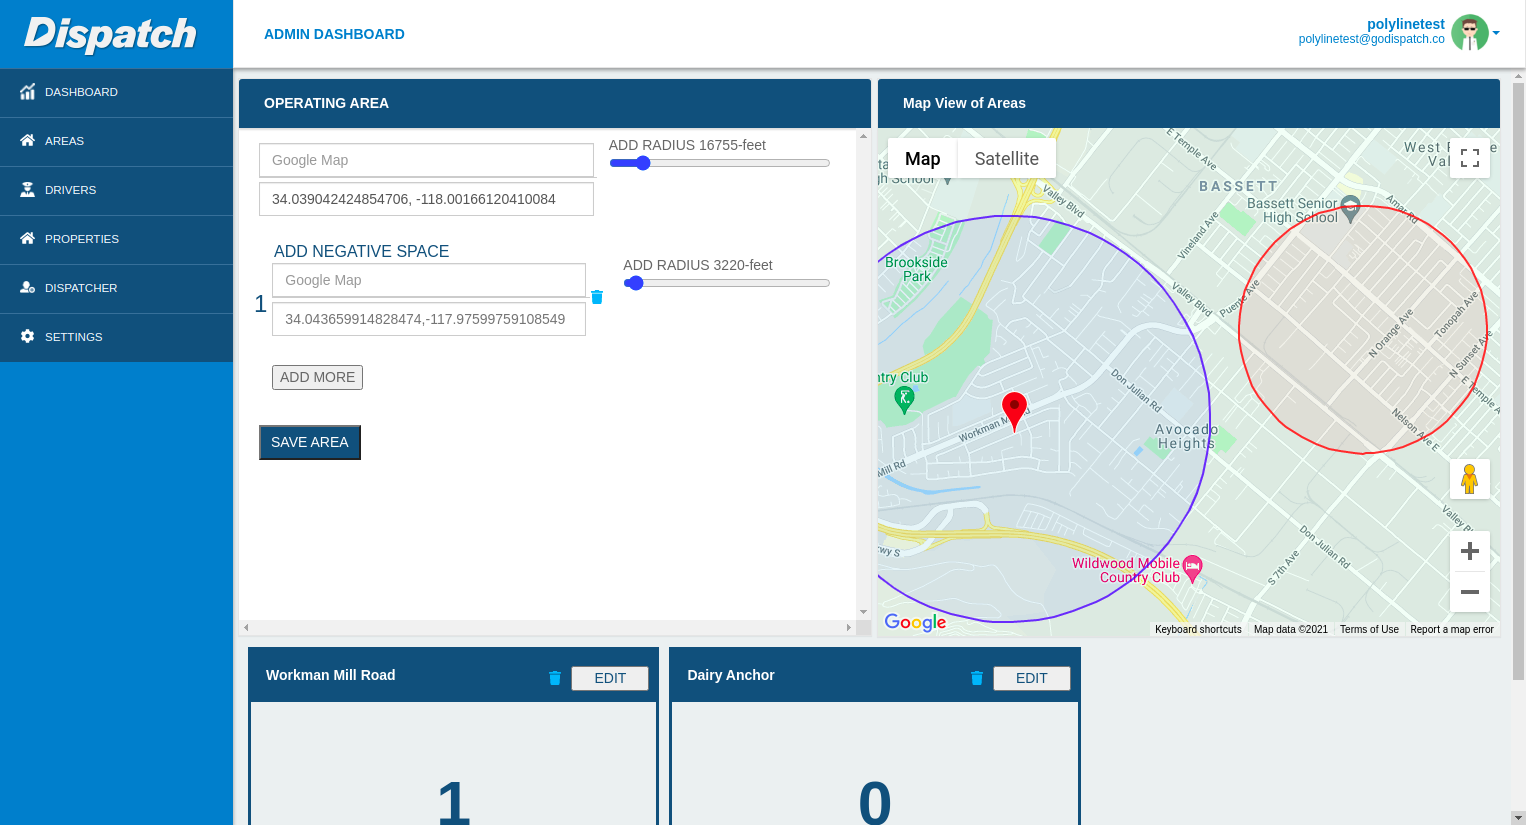 Dispatch
ADMIN DASHBOARD
polylinetest
polylinetest@godispatch.co
DASHBOARD
AREAS
DRIVERS
PROPERTIES
DISPATCHER
SETTINGS
OPERATING AREA
Google Map
34.039042424854706, -118.00166120410084
ADD RADIUS 16755-feet
ADD NEGATIVE SPACE
1
Google Map
34.043659914828474,-117.97599759108549
ADD RADIUS 3220-feet
ADD MORE
SAVE AREA
Map View of Areas
Map
Satellite
E Temple Ave
High School
Valley Blvd
BASSETT
Bassett Senior
High School
Amar Rd
Vineland Ave
Brookside
Park
Valley Blvd
Puente Ave
Tonopah Ave
N Orange Ave
N Sunset Ave
E Temple A
ntry Club
Don Julian Rd
Workman M Rd
Avocado
Heights
Nelson Ave E
Mill Rd
wy S
Wildwood Mobile
Country Club
Don Julian Rd
S 7th Ave
Valley B
Google
Keyboard shortcuts
Map data ©2021
Terms of Use
Report a map error
Workman Mill Road
EDIT
1
Dairy Anchor
EDIT
0